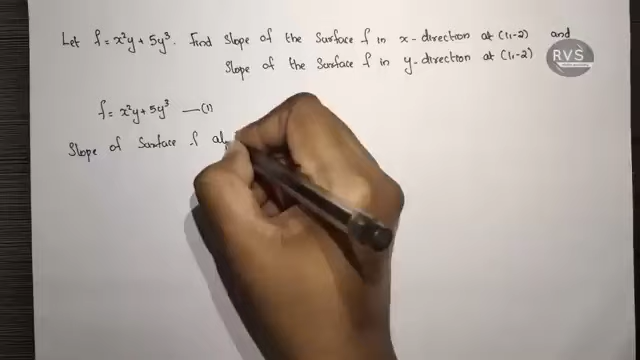 Let f = x²y + 5y³. Find Slope of the Surface f in x-direction at (1,-2) and
Slope of the Surface f in y-direction at (1,-2)
RVS
f = x²y + 5y³ —(1)
Slope of Surface f al